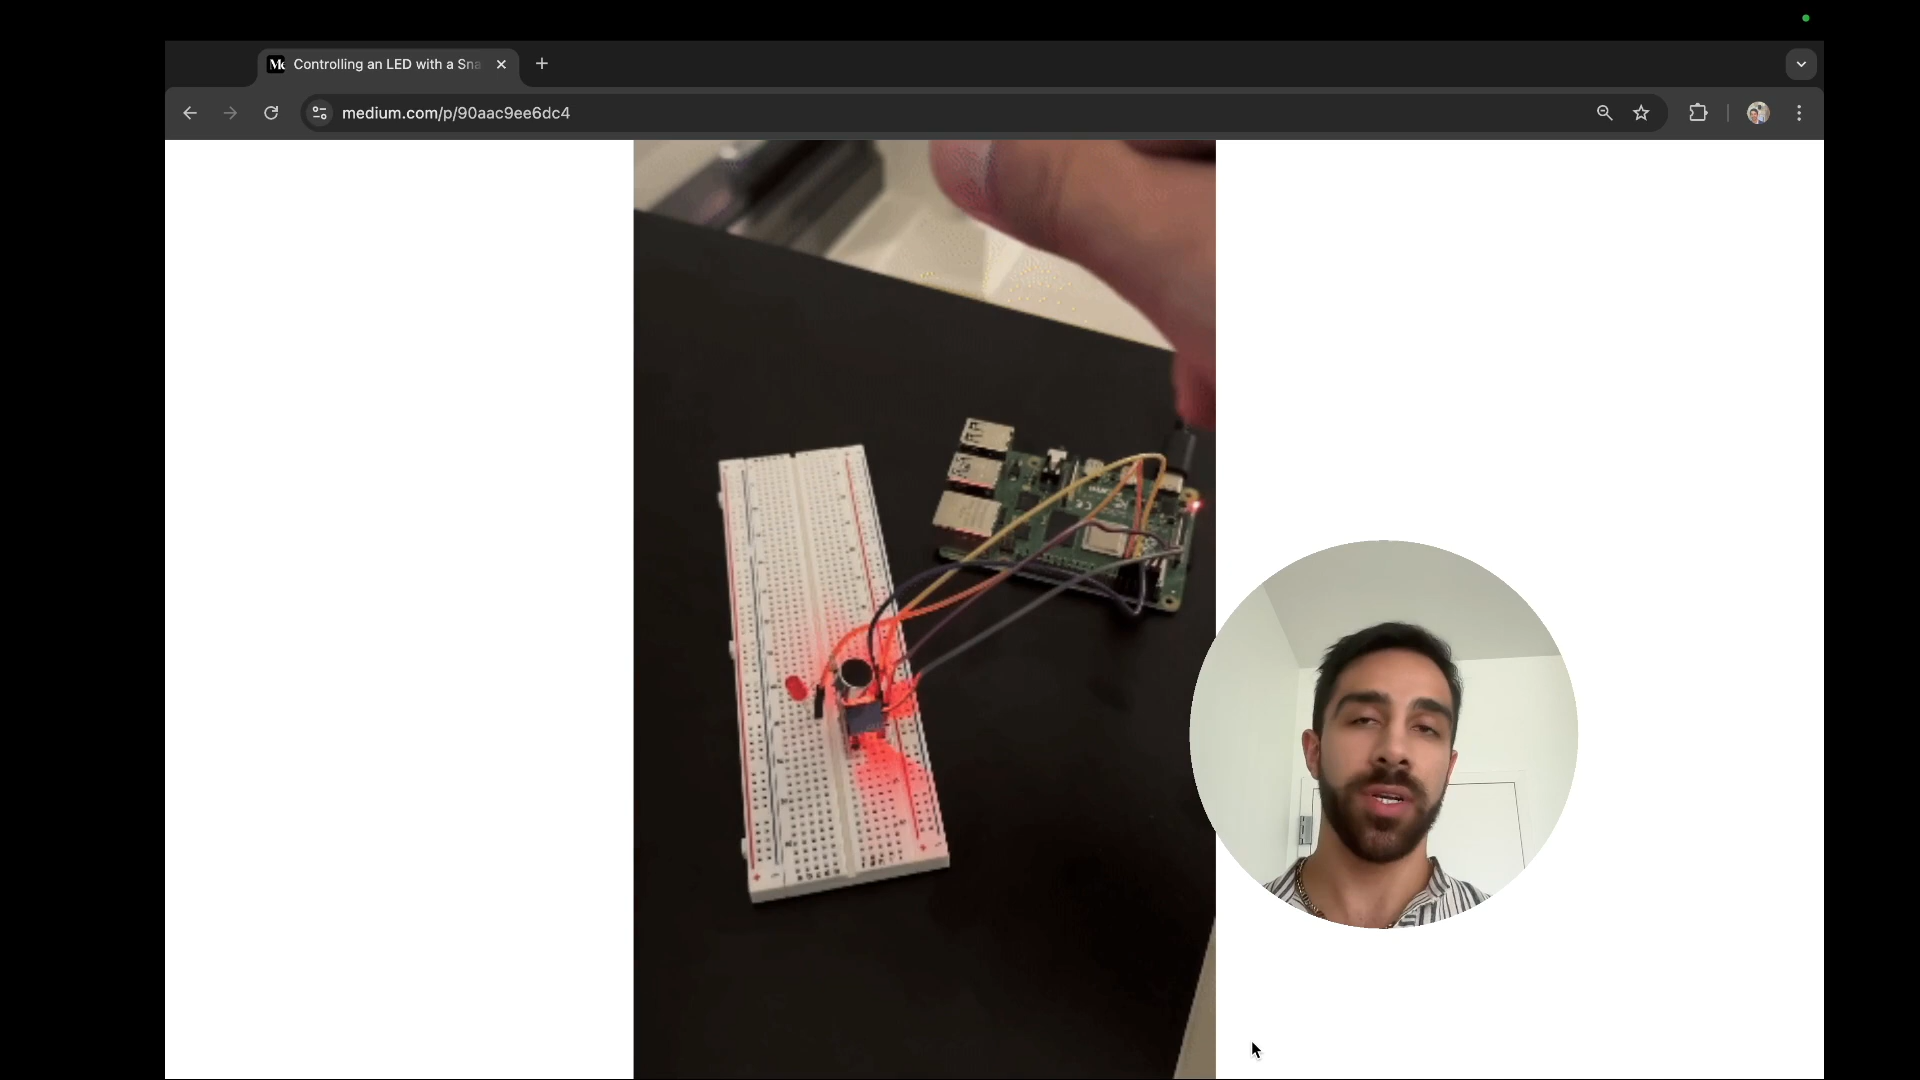 Controlling an LED with a Sna
medium.com/p/90aac9ee6dc4